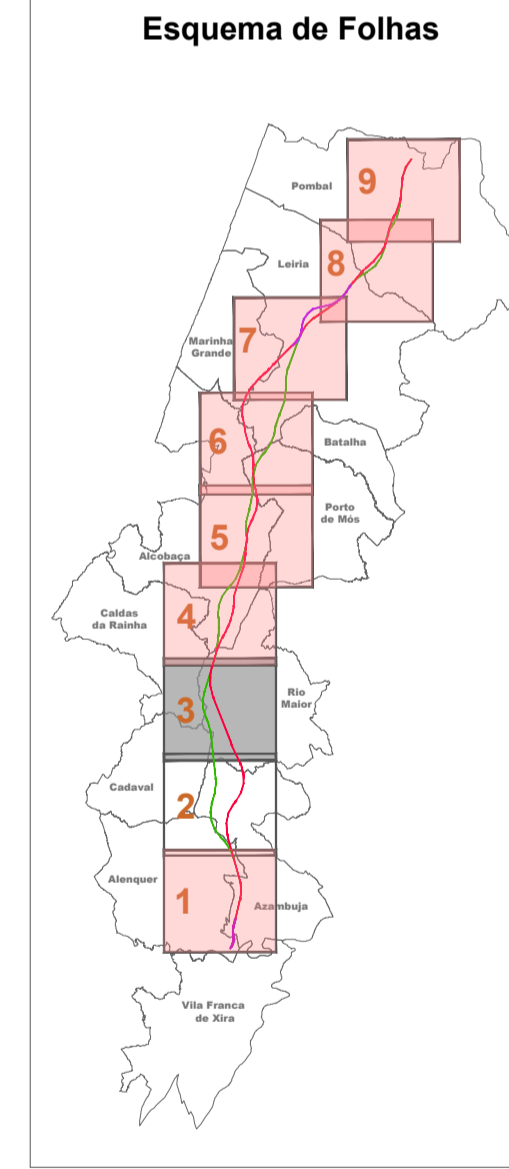 Esquema de Folhas
Pombal
9
Leiria
8
Marinha
Grande
7
6
Batalha
Porto
de Mós
5
Alcobaça
Caldas
da Rainha
4
Rio
Maior
3
Cadaval
2
Alenquer
1
Azambuja
Vila Franca
de Xira